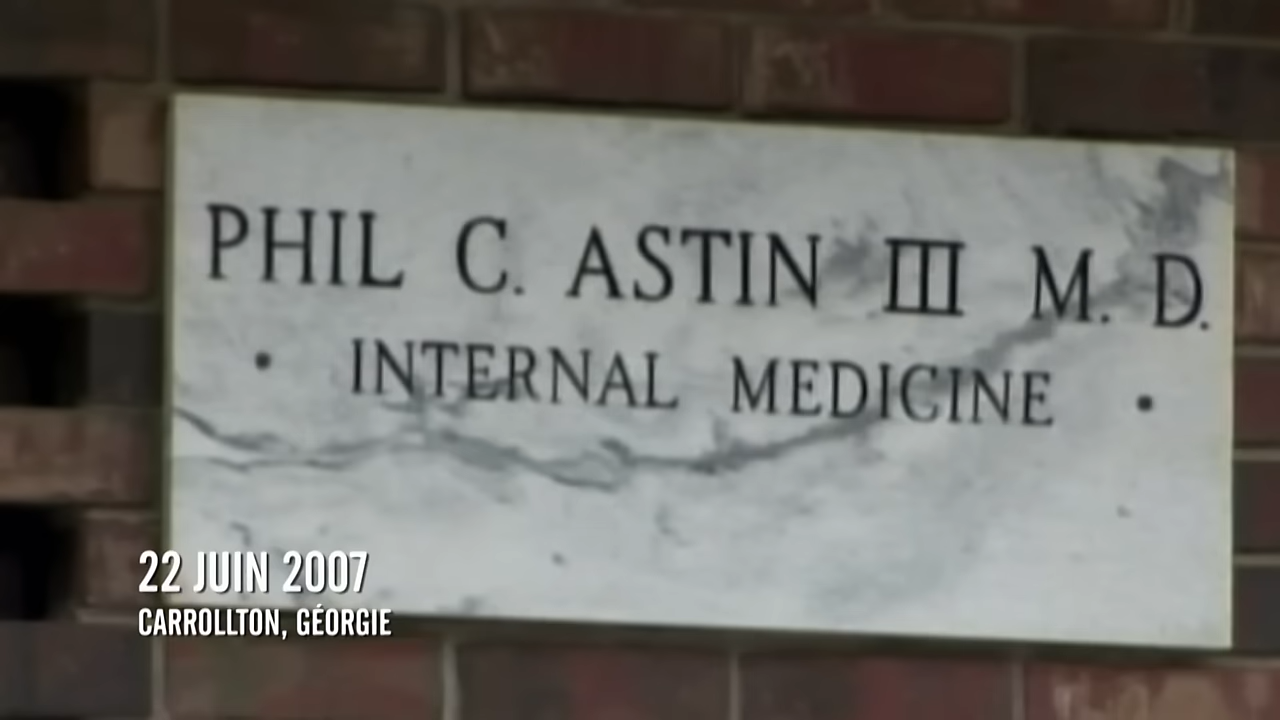 PHIL C. ASTIN III M. D.
• INTERNAL MEDICINE •
22 JUIN 2007
CARROLLTON, GÉORGIE